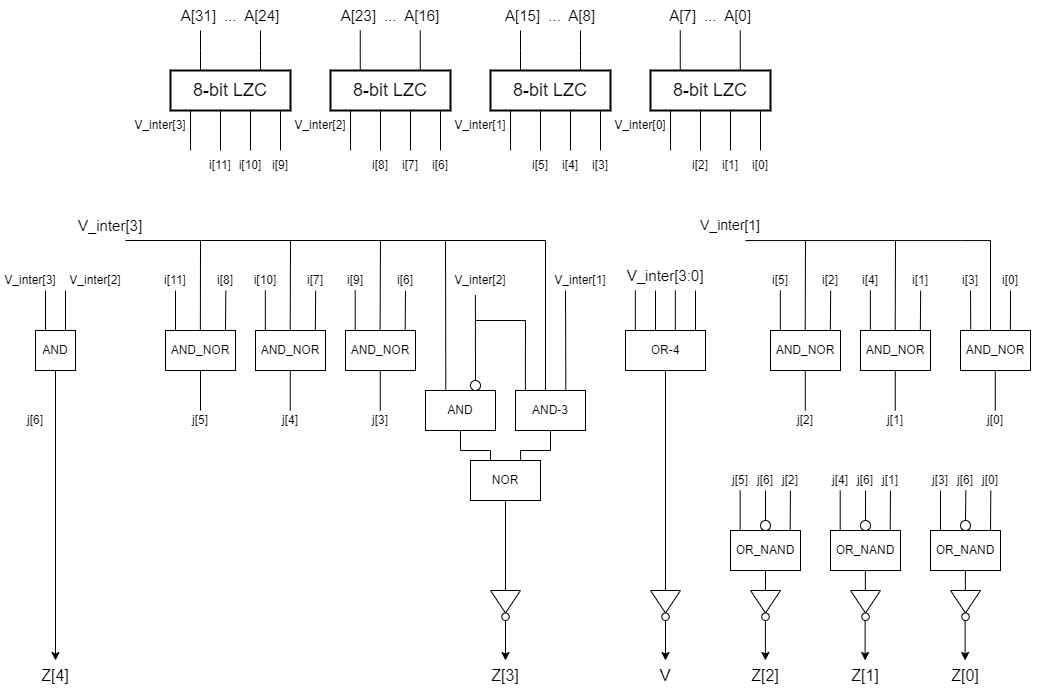 A[31] ... A[24]
A[23] ... A[16]
A[15] ... A[8]
A[7] ... A[0]
8-bit LZC
8-bit LZC
8-bit LZC
8-bit LZC
V_inter[3]
V_inter[2]
V_inter[1]
V_inter[0]
i[11] i[10] i[9]
i[8] i[7] i[6]
i[5] i[4] i[3]
i[2] i[1] i[0]
V_inter[3]
V_inter[1]
V_inter[3] V_inter[2]
i[11] i[8]
i[10] i[7]
i[9] i[6]
V_inter[2]
V_inter[1]
V_inter[3:0]
i[5] i[2]
i[4] i[1]
i[3] i[0]
AND
AND_NOR
AND_NOR
AND_NOR
OR-4
AND_NOR
AND_NOR
AND_NOR
AND
AND-3
j[6]
j[5]
j[4]
j[3]
j[2]
j[1]
j[0]
NOR
j[5] j[6] j[2]
j[4] j[6] j[1]
j[3] j[6] j[0]
OR_NAND
OR_NAND
OR_NAND
Z[4]
Z[3]
V
Z[2]
Z[1]
Z[0]